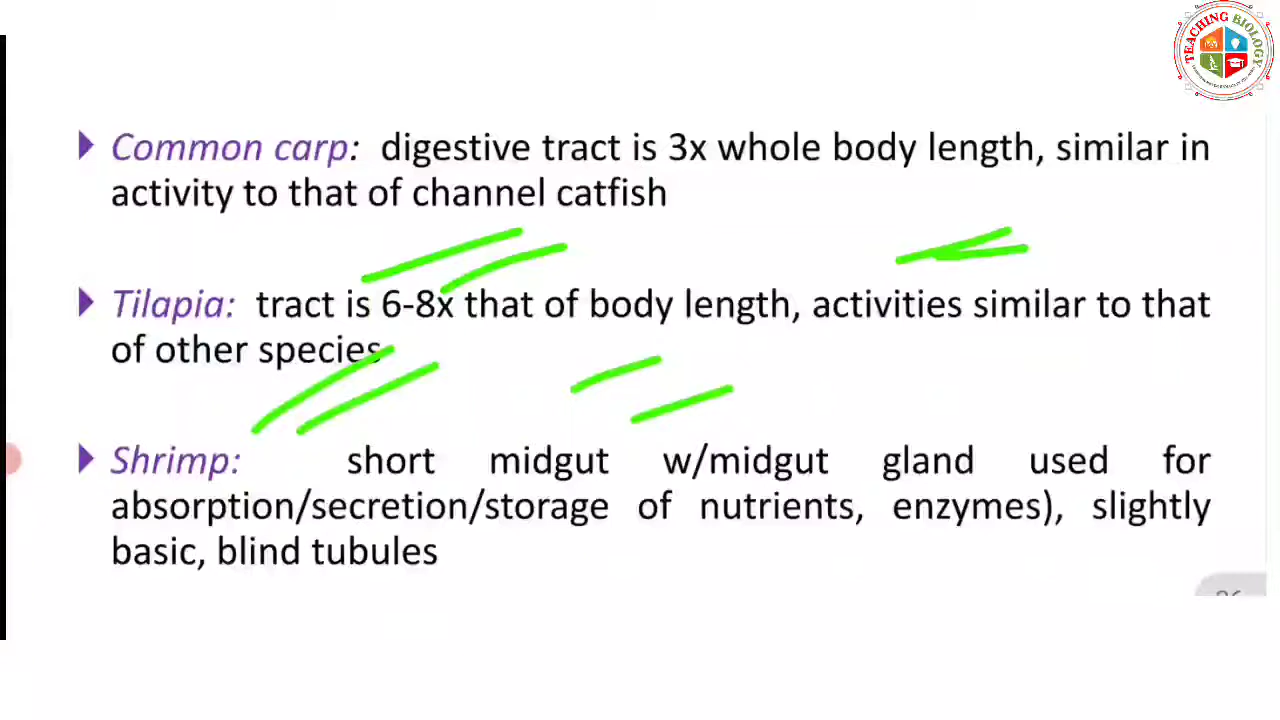 TEACHING BIOLOGY
Common carp: digestive tract is 3x whole body length, similar in
activity to that of channel catfish
Tilapia: tract is 6-8x that of body length, activities similar to that
of other species
Shrimp: short midgut w/midgut gland used for
absorption/secretion/storage of nutrients, enzymes), slightly
basic, blind tubules